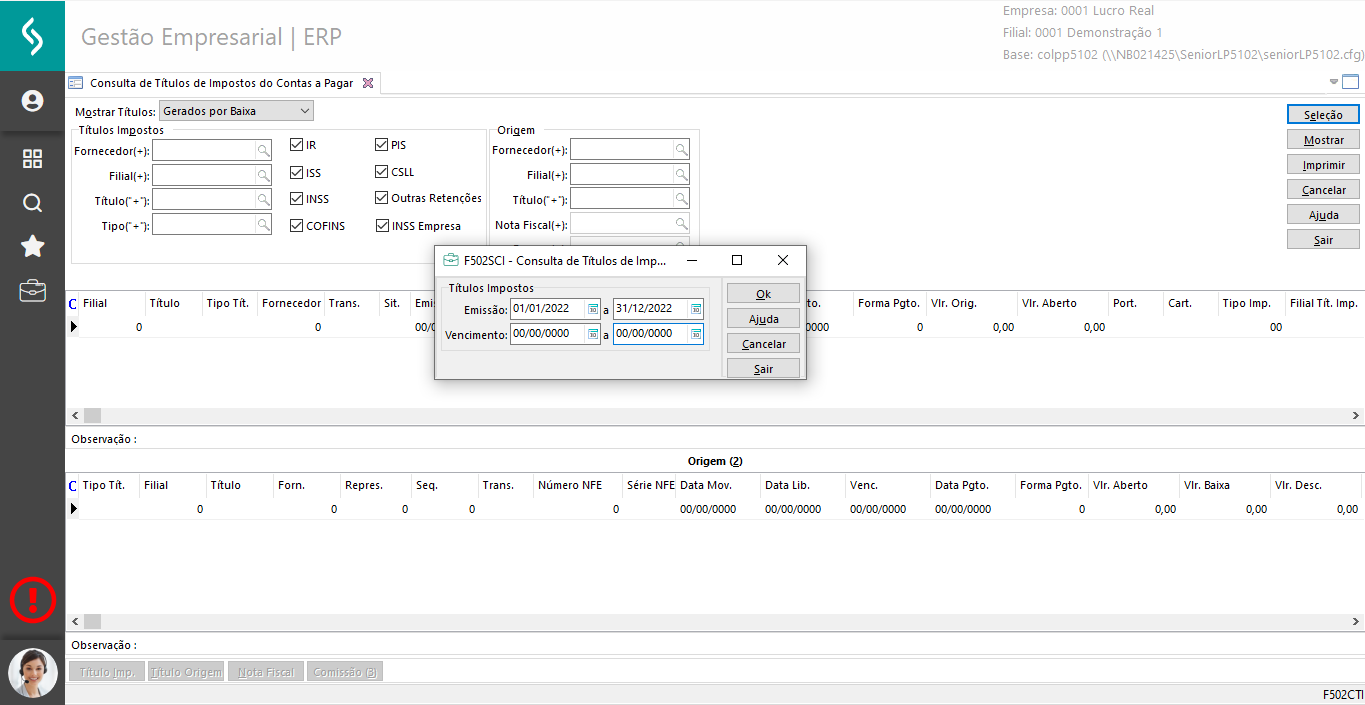 Gestão Empresarial | ERP
Empresa: 0001 Lucro Real
Filial: 0001 Demonstração 1
Base: colpp5102 (\\NB021425\SeniorLP5102\seniorLP5102.cfg)
Consulta de Títulos de Impostos do Contas a Pagar
Mostrar Títulos: Gerados por Baixa
Títulos Impostos
Fornecedor(+):
Filial(+):
Título("+"):
Tipo("+"):
IR
ISS
INSS
COFINS
PIS
CSLL
Outras Retenções
INSS Empresa
Origem
Fornecedor(+):
Filial(+):
Título("+"):
Nota Fiscal(+):
Seleção
Mostrar
Imprimir
Cancelar
Ajuda
Sair
F502SCI - Consulta de Títulos de Imp...
Títulos Impostos
Emissão: 01/01/2022 a 31/12/2022
Vencimento: 00/00/0000 a 00/00/0000
Ok
Ajuda
Cancelar
Sair
C Filial Título Tipo Tít. Fornecedor Trans. Sit. Emis to. Forma Pgto. Vlr. Orig. Vlr. Aberto Port. Cart. Tipo Imp. Filial Tít. Imp.
0 0 00/0 0000 0 0,00 0,00 00
Observação :
Origem (2)
C Tipo Tít. Filial Título Forn. Repres. Seq. Trans. Número NFE Série NFE Data Mov. Data Lib. Venc. Data Pgto. Forma Pgto. Vlr. Aberto Vlr. Baixa Vlr. Desc.
0 0 0 0 0 00/00/0000 00/00/0000 00/00/0000 00/00/0000 0 0,00 0,00 0,00
Observação :
Título Imp. Título Origem Nota Fiscal Comissão (3)
F502CTI